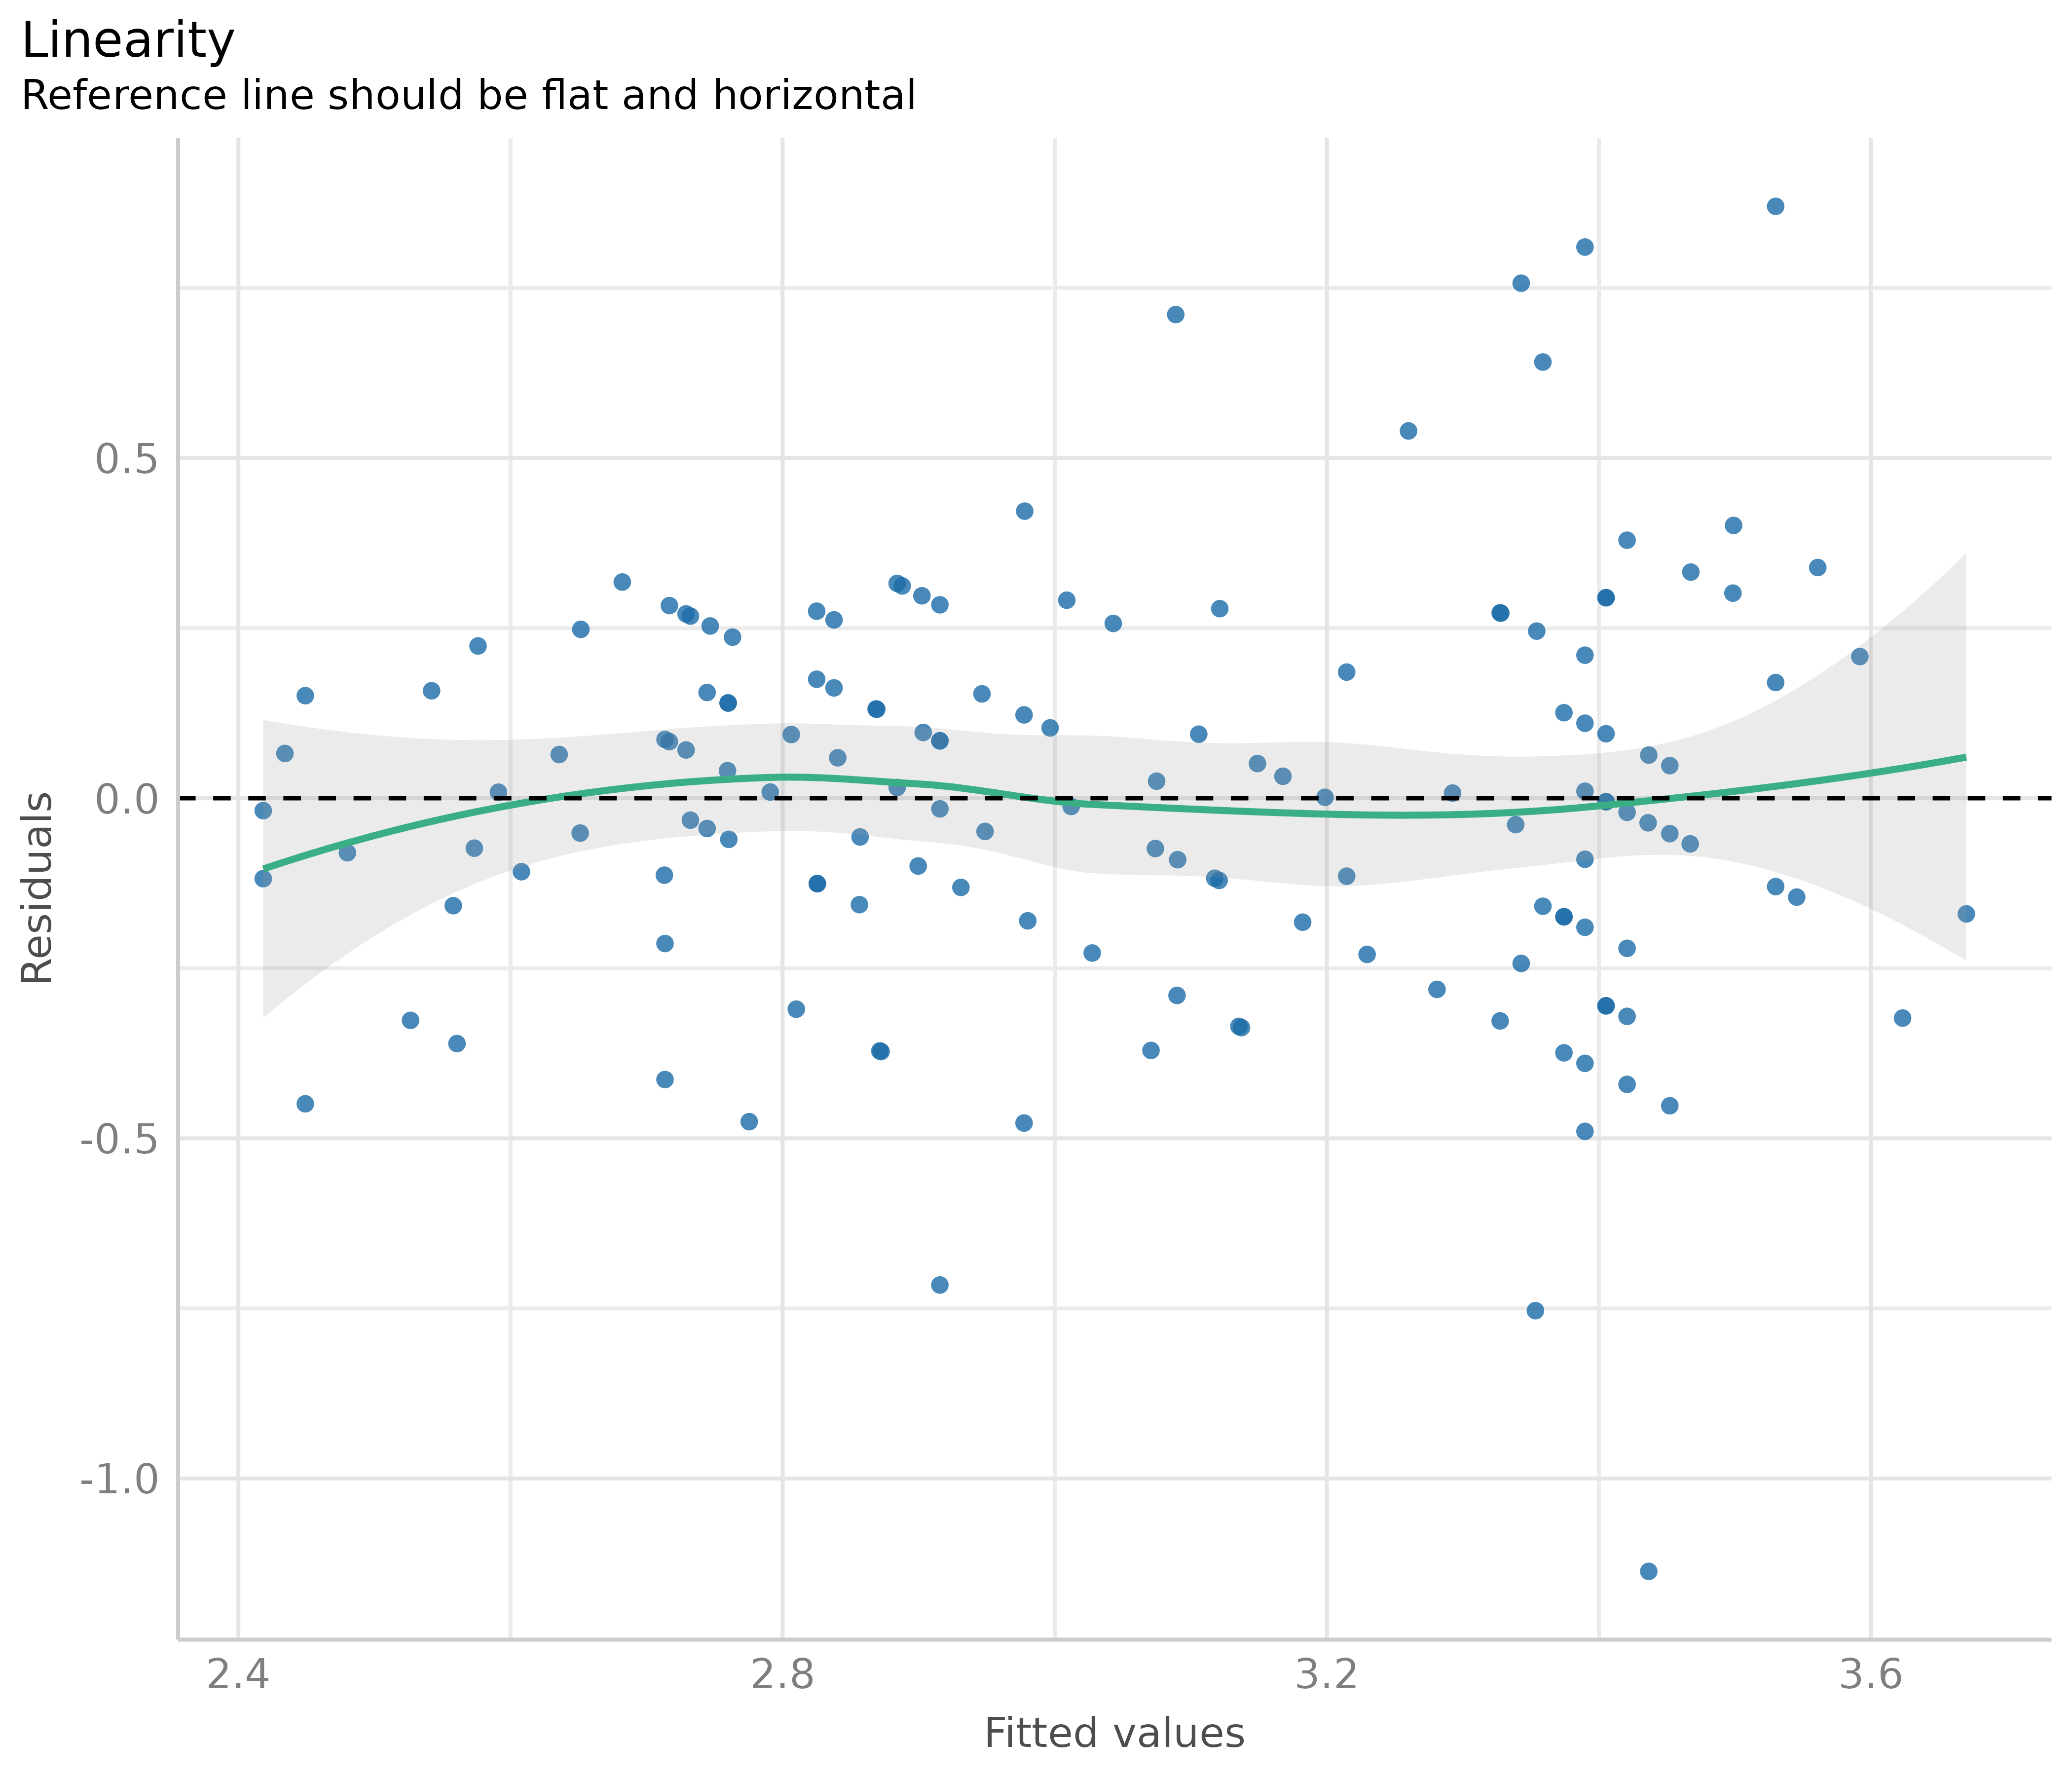 Linearity
Reference line should be flat and horizontal
0.5
0.0
-0.5
-1.0
Residuals
2.4 2.8 3.2 3.6
Fitted values